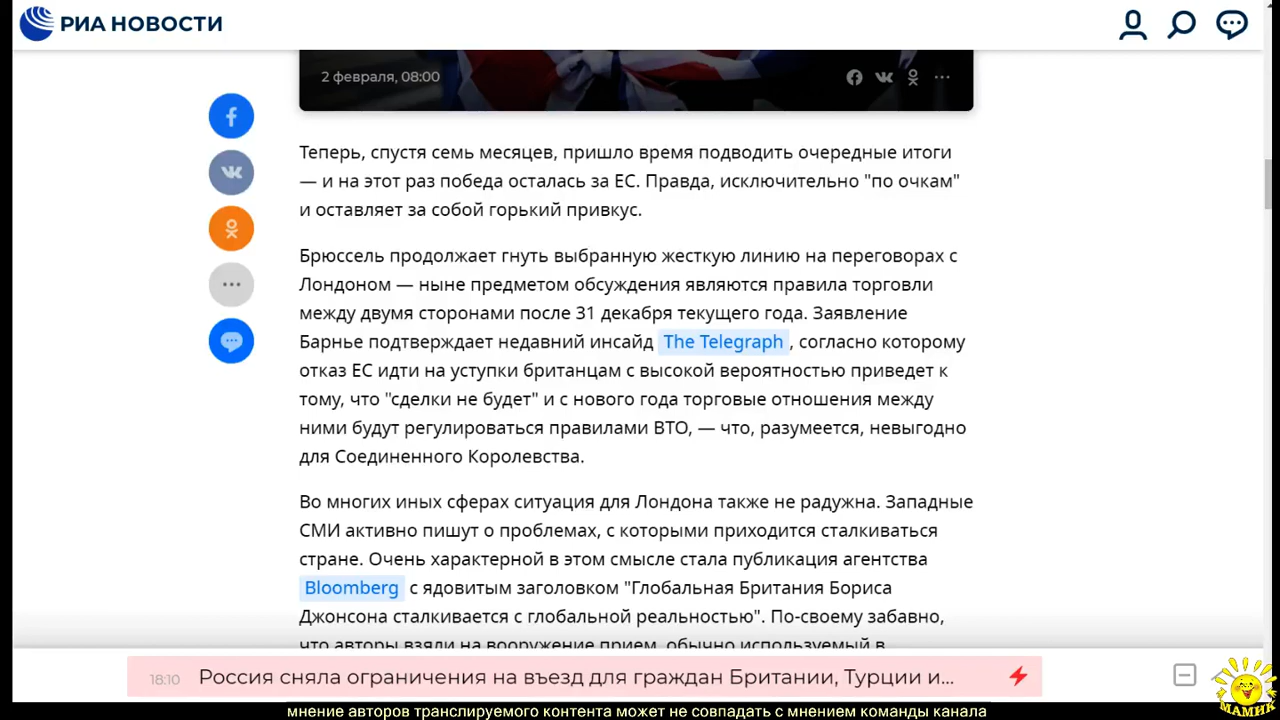 РИА НОВОСТИ
2 февраля, 08:00
Теперь, спустя семь месяцев, пришло время подводить очередные итоги
— и на этот раз победа осталась за ЕС. Правда, исключительно "по очкам"
и оставляет за собой горький привкус.
Брюссель продолжает гнуть выбранную жесткую линию на переговорах с
Лондоном — ныне предметом обсуждения являются правила торговли
между двумя сторонами после 31 декабря текущего года. Заявление
Барнье подтверждает недавний инсайд The Telegraph, согласно которому
отказ ЕС идти на уступки британцам с высокой вероятностью приведет к
тому, что "сделки не будет" и с нового года торговые отношения между
ними будут регулироваться правилами ВТО, — что, разумеется, невыгодно
для Соединенного Королевства.
Во многих иных сферах ситуация для Лондона также не радужна. Западные
СМИ активно пишут о проблемах, с которыми приходится сталкиваться
стране. Очень характерной в этом смысле стала публикация агентства
Bloomberg с ядовитым заголовком "Глобальная Британия Бориса
Джонсона сталкивается с глобальной реальностью". По-своему забавно,
что авторы взяли на вооружение прием, обычно используемый в
18:10 Россия сняла ограничения на въезд для граждан Британии, Турции и...
МАМИК
мнение авторов транслируемого контента может не совпадать с мнением команды канала